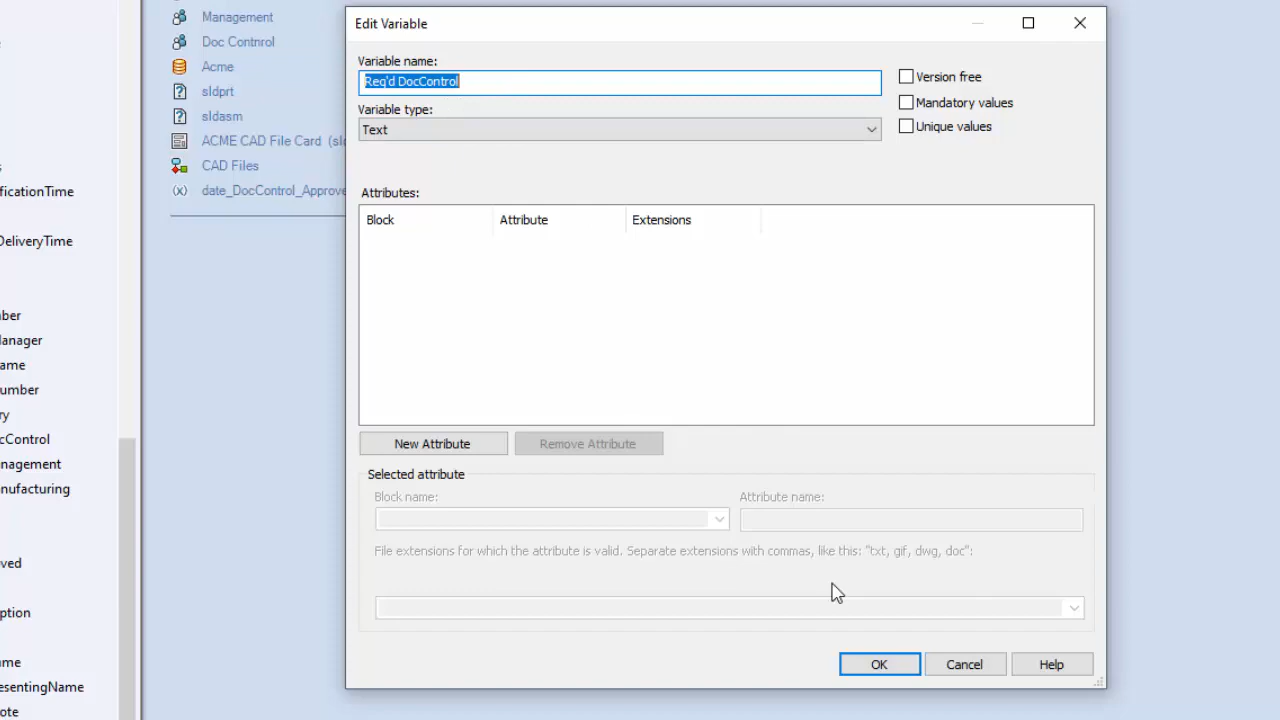 Management
Doc Contnrol
Acme
sldprt
sldasm
ACME CAD File Card (sld
CAD Files
(x) date_DocControl_Approve
ficationTime
DeliveryTime
ber
lanager
ame
umber
ry
cControl
nagement
nufacturing
ved
ption
me
esentingName
ote
Edit Variable
Variable name:
Req'd DocControl
Variable type:
Text
Version free
Mandatory values
Unique values
Attributes:
Block Attribute Extensions
New Attribute Remove Attribute
Selected attribute
Block name: Attribute name:
File extensions for which the attribute is valid. Separate extensions with commas, like this: "txt, gif, dwg, doc":
OK Cancel Help